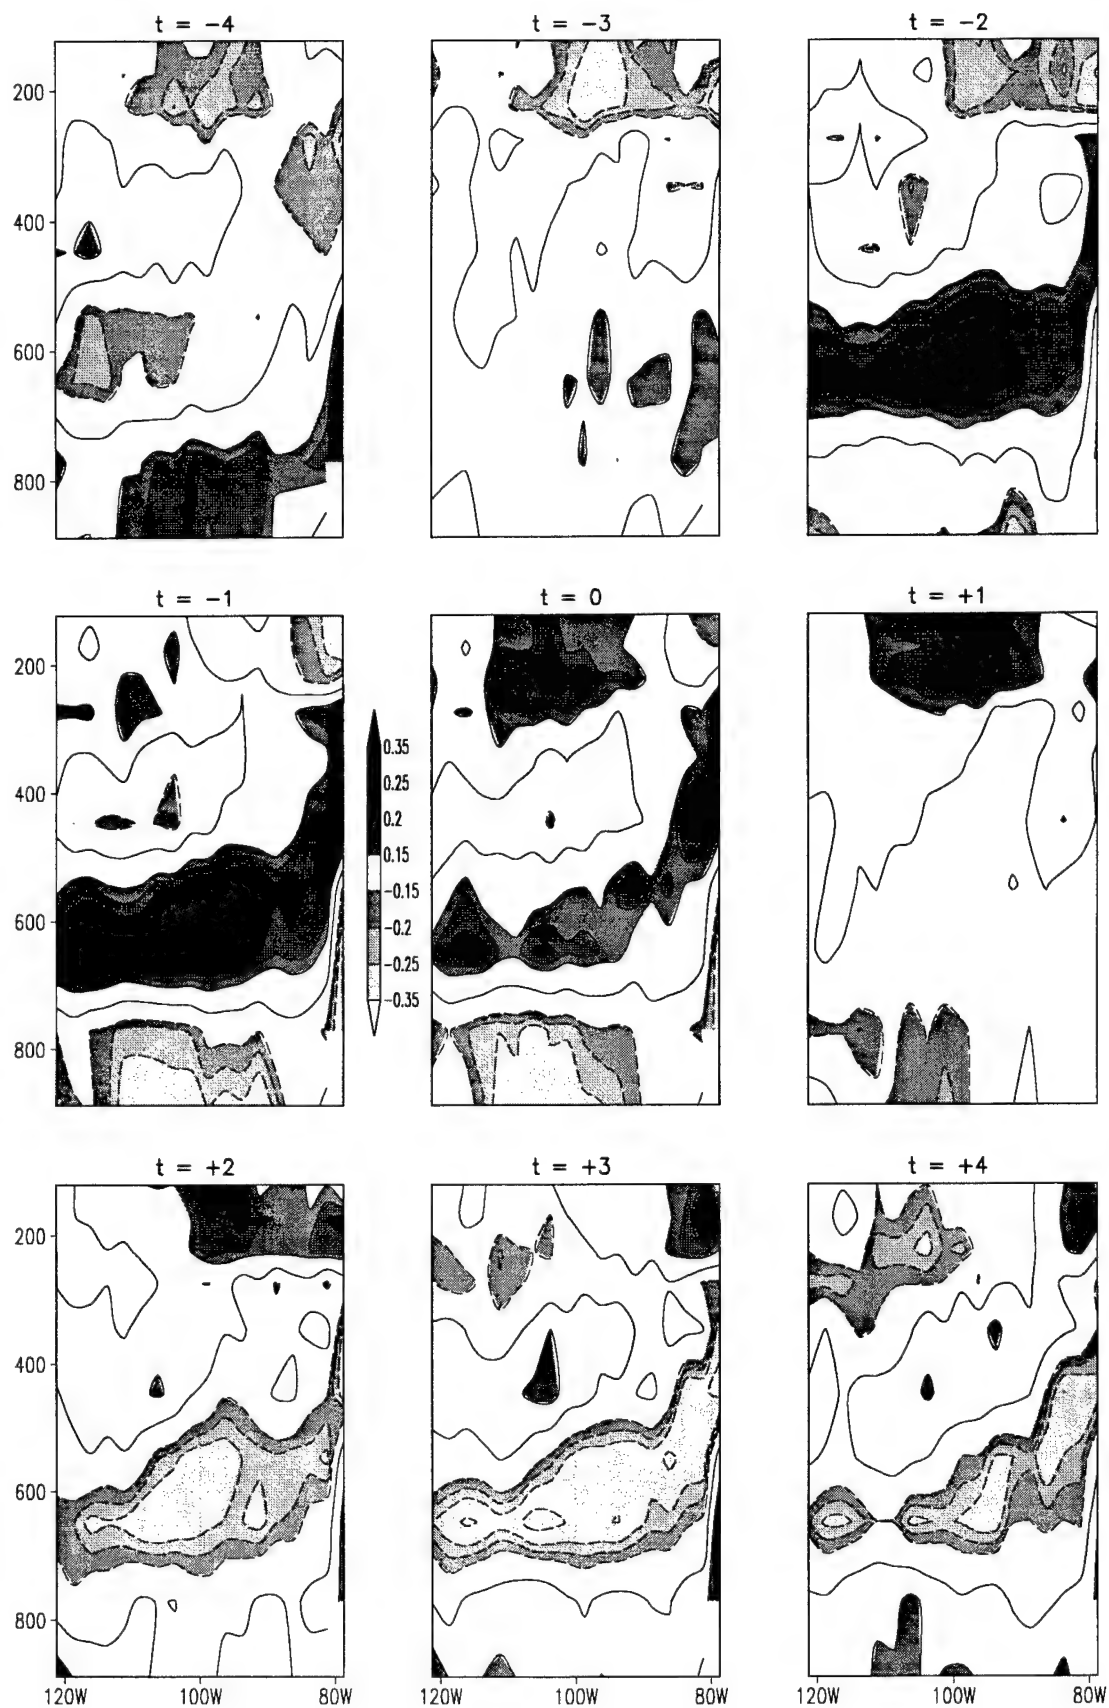 t = -4
t = -3
t = -2
200
400
600
800
t = -1
t = 0
t = +1
200
400
600
800
0.35
0.25
0.2
0.15
-0.15
-0.2
-0.25
-0.35
t = +2
t = +3
t = +4
200
400
600
800
120W 100W 80W 120W 100W 80W 120W 100W 80W